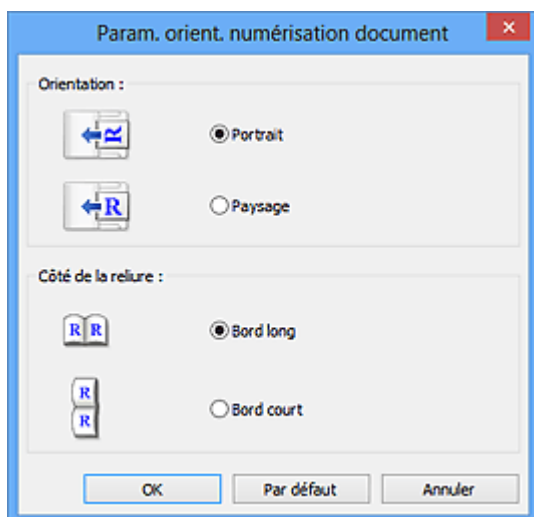 Param. orient. numérisation document
Orientation :
R
Portrait
R
Paysage
Côté de la reliure :
R R
Bord long
R
R
Bord court
OK Par défaut Annuler